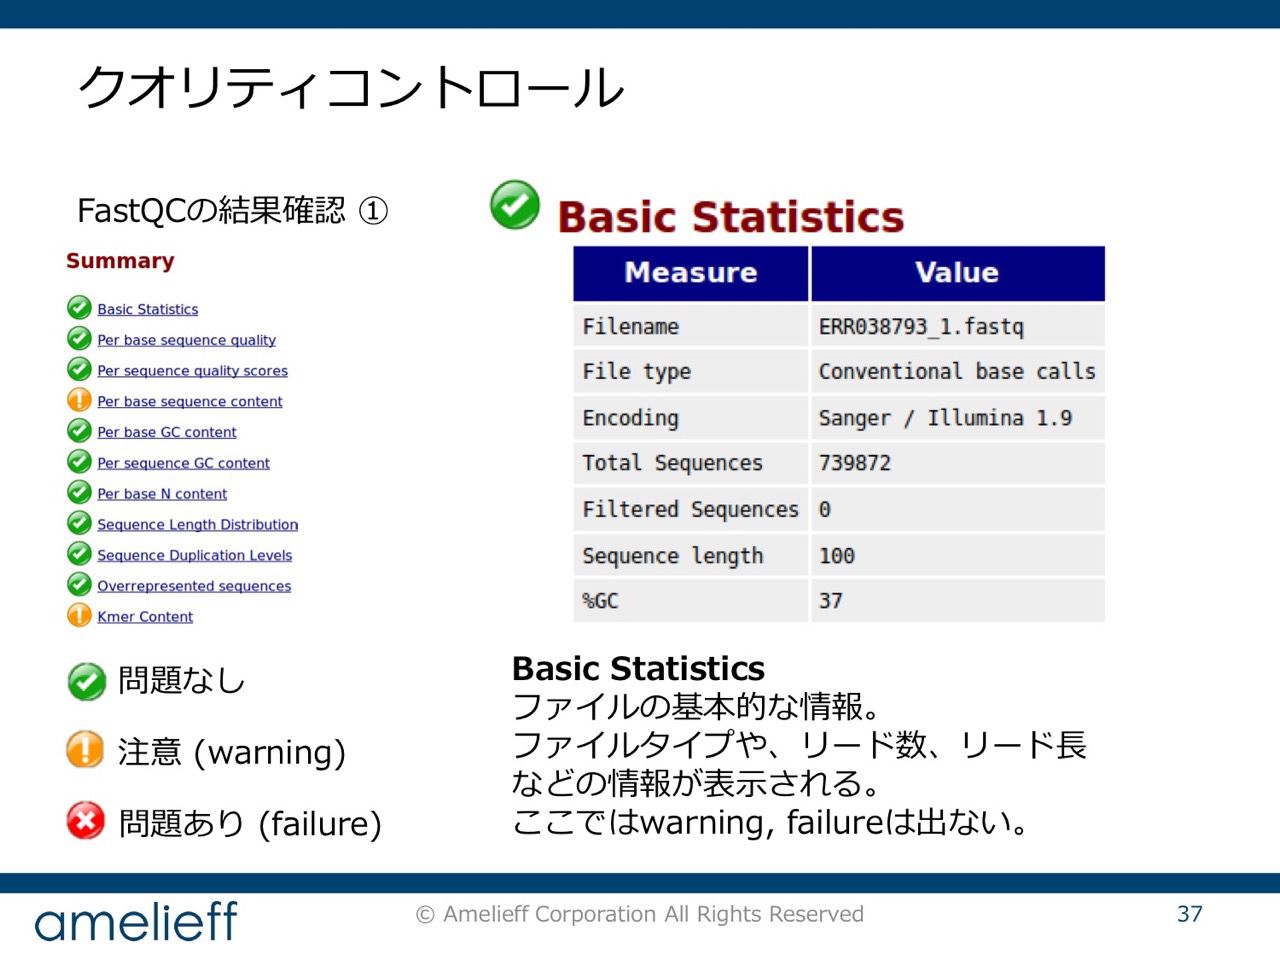 クオリティコントロール
FastQCの結果確認 ①
Summary
Basic Statistics
Per base sequence quality
Per sequence quality scores
Per base sequence content
Per base GC content
Per sequence GC content
Per base N content
Sequence Length Distribution
Sequence Duplication Levels
Overrepresented sequences
Kmer Content
問題なし
注意 (warning)
問題あり (failure)
Basic Statistics
Measure Value
Filename ERR038793_1.fastq
File type Conventional base calls
Encoding Sanger / Illumina 1.9
Total Sequences 739872
Filtered Sequences 0
Sequence length 100
%GC 37
Basic Statistics
ファイルの基本的な情報。
ファイルタイプや、リード数、リード長
などの情報が表示される。
ここではwarning, failureは出ない。
amelieff
© Amelieff Corporation All Rights Reserved
37